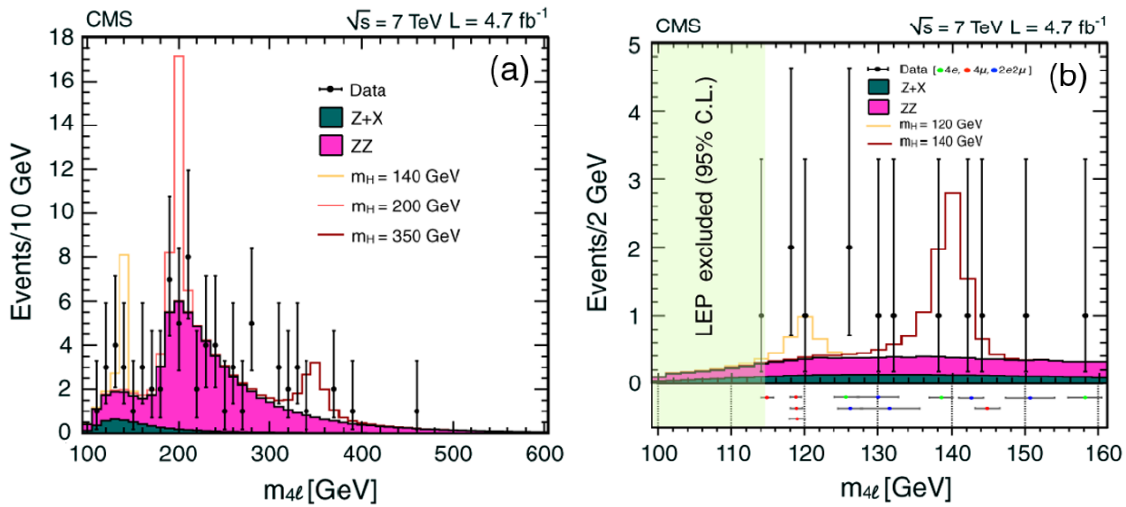 CMS √s = 7 TeV L = 4.7 fb⁻¹
(a)
Data
Z+X
ZZ
m_H = 140 GeV
m_H = 200 GeV
m_H = 350 GeV
Events/10 GeV
18
16
14
12
10
8
6
4
2
0
100 200 300 400 500 600
m_4ℓ [GeV]
CMS √s = 7 TeV L = 4.7 fb⁻¹
(b)
LEP excluded (95% C.L.)
Data [ 4e, 4μ, 2e2μ ]
Z+X
ZZ
m_H = 120 GeV
m_H = 140 GeV
Events/2 GeV
5
4
3
2
1
0
100 110 120 130 140 150 160
m_4ℓ [GeV]